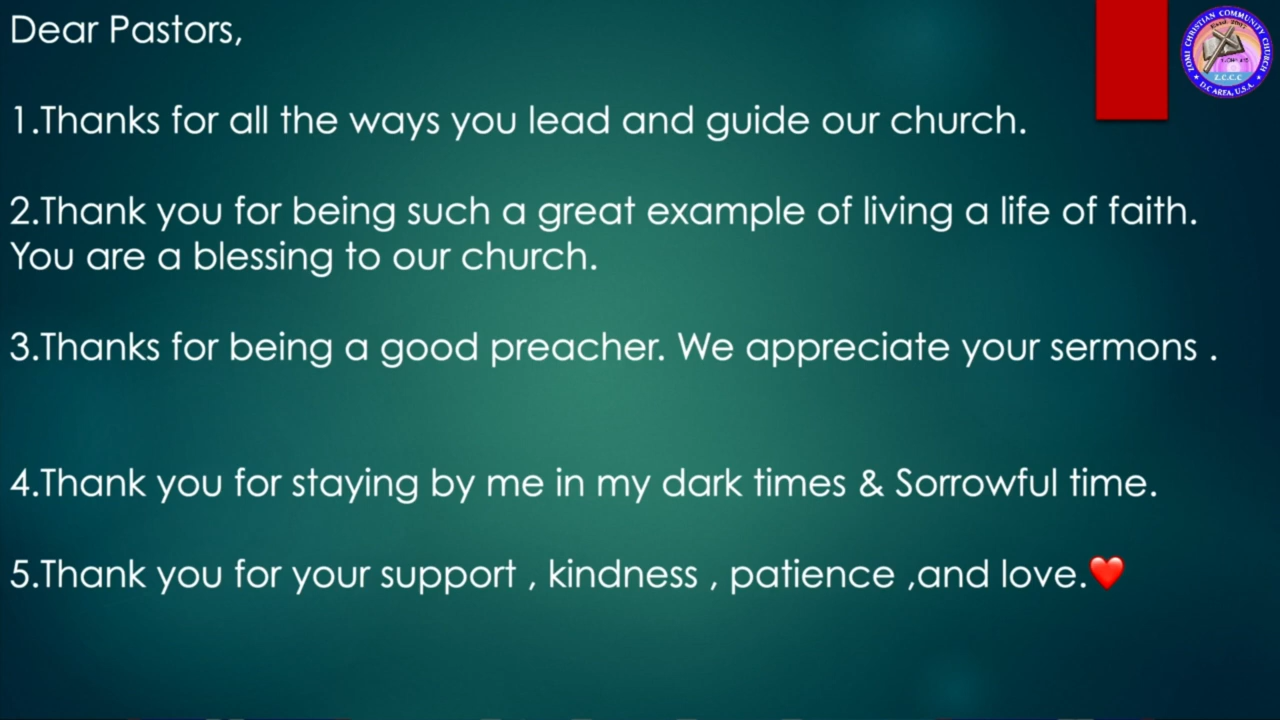 Dear Pastors,
1.Thanks for all the ways you lead and guide our church.
2.Thank you for being such a great example of living a life of faith.
You are a blessing to our church.
3.Thanks for being a good preacher. We appreciate your sermons .
4.Thank you for staying by me in my dark times & Sorrowful time.
5.Thank you for your support , kindness , patience ,and love.❤️
ZOMI CHRISTIAN COMMUNITY CHURCH
Z.C.C.C
D.C AREA, U.S.A.